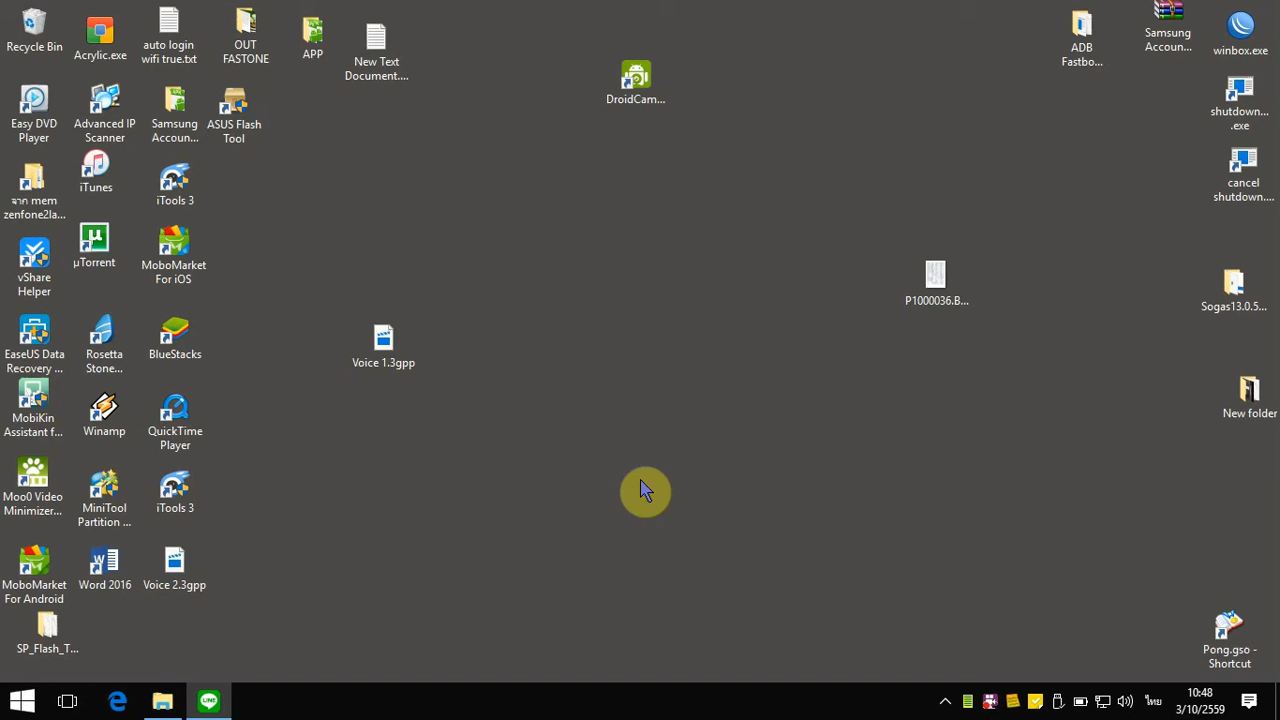 Recycle Bin
Acrylic.exe
auto login
wifi true.txt
OUT
FASTONE
APP
New Text
Document....
DroidCam...
ADB
Fastbo...
Samsung
Accoun...
winbox.exe
Easy DVD
Player
Advanced IP
Scanner
Samsung
Accoun...
ASUS Flash
Tool
shutdown...
.exe
จาก mem
zenfone2la...
iTunes
iTools 3
cancel
shutdown....
vShare
Helper
µTorrent
MoboMarket
For iOS
P1000036.B...
Sogas13.0.5...
EaseUS Data
Recovery ...
Rosetta
Stone...
BlueStacks
Voice 1.3gpp
MobiKin
Assistant f...
Winamp
QuickTime
Player
New folder
Moo0 Video
Minimizer...
MiniTool
Partition ...
iTools 3
MoboMarket
For Android
Word 2016
Voice 2.3gpp
SP_Flash_T...
Pong.gso -
Shortcut
LINE
ไทย
10:48
3/10/2559